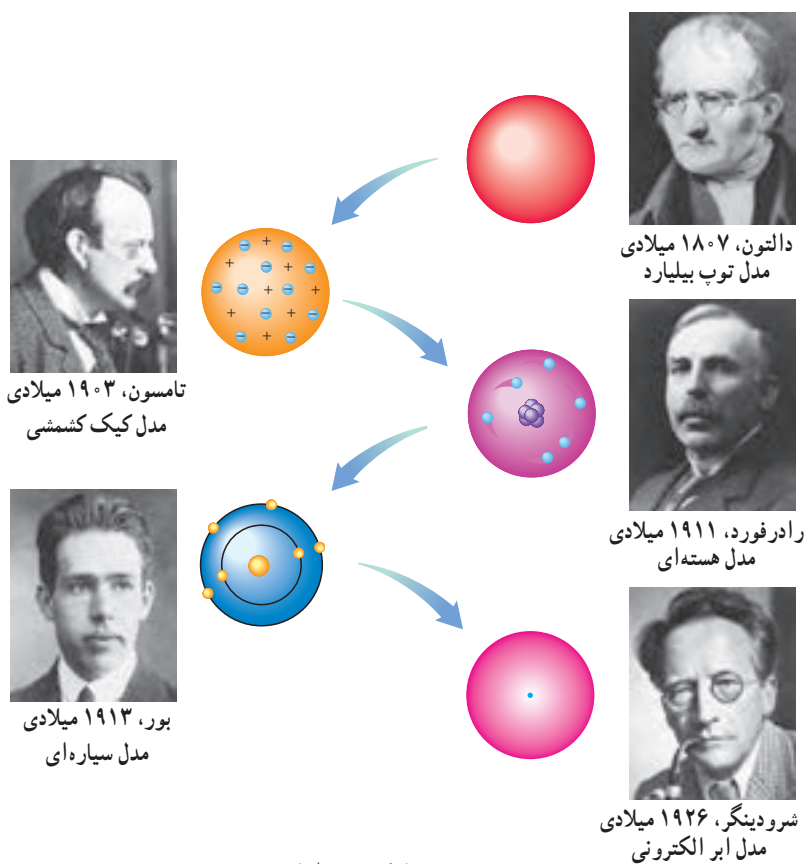 دالتون، ۱۸۰۷ میلادی
مدل توپ بیلیارد
تامسون، ۱۹۰۳ میلادی
مدل کیک کشمشی
رادرفورد، ۱۹۱۱ میلادی
مدل هسته‌ای
بور، ۱۹۱۳ میلادی
مدل سیاره‌ای
شرودینگر، ۱۹۲۶ میلادی
مدل ابر الکترونی